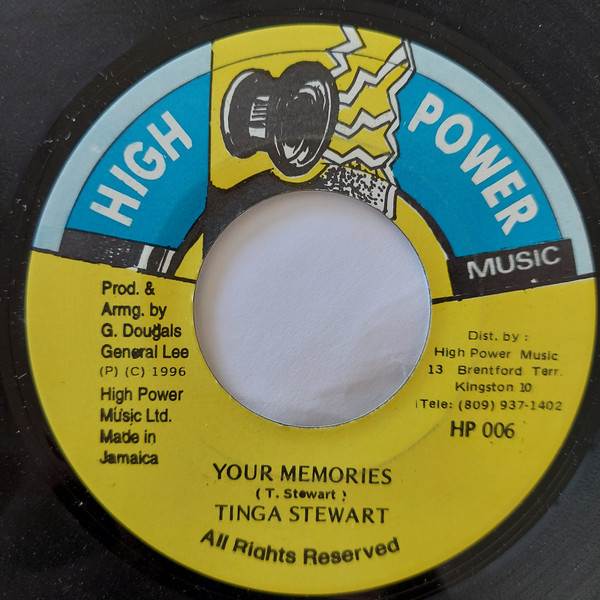 HIGH POWER
MUSIC
Prod. &
Arrng. by
G. Dougals
General Lee
(P) (C) 1996
High Power
Music Ltd.
Made in
Jamaica
Dist. by :
High Power Music
13 Brentford Terr.
Kingston 10
Tele: (809) 937-1402
HP 006
YOUR MEMORIES
( T. Stewart )
TINGA STEWART
All Rights Reserved